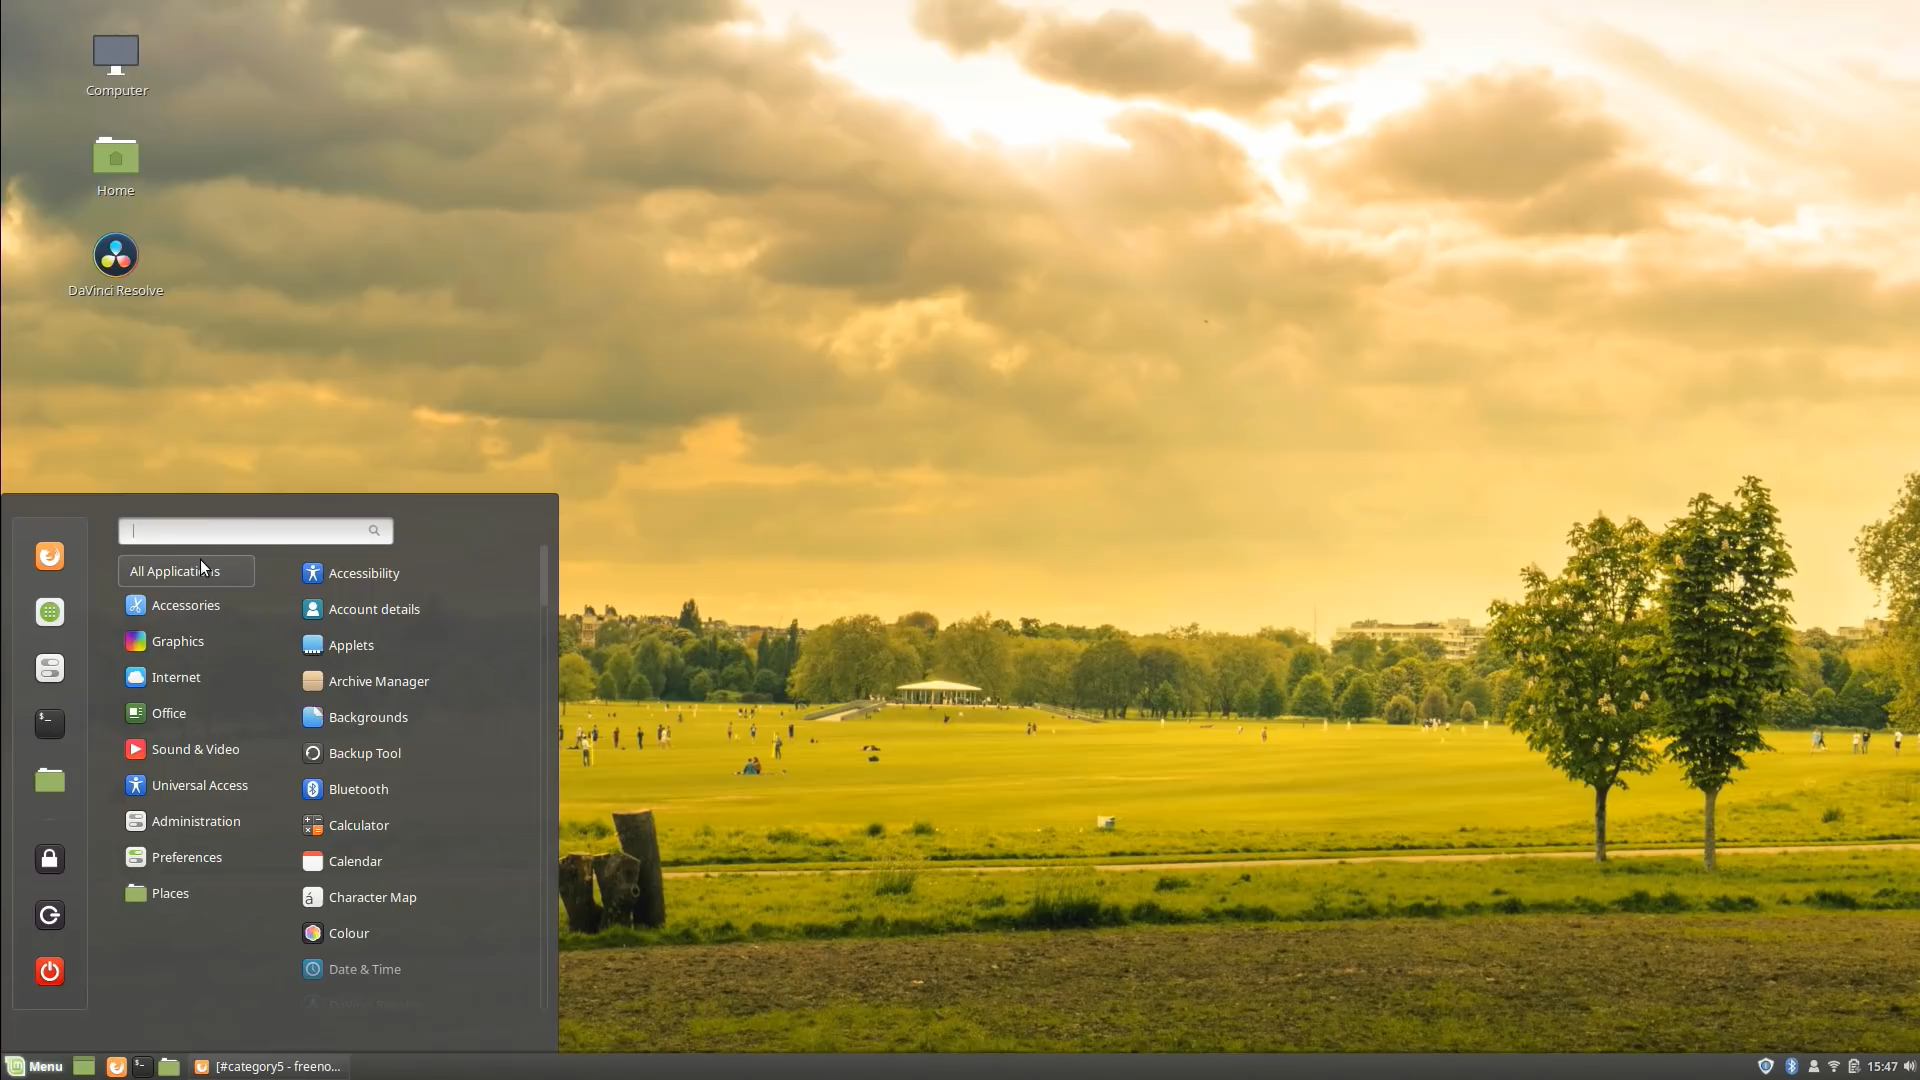 Computer
Home
DaVinci Resolve
All Applications
Accessories
Graphics
Internet
Office
Sound & Video
Universal Access
Administration
Preferences
Places
Accessibility
Account details
Applets
Archive Manager
Backgrounds
Backup Tool
Bluetooth
Calculator
Calendar
Character Map
Colour
Date & Time
DaVinci Resolve
Menu
[#category5 - freeno...
15:47